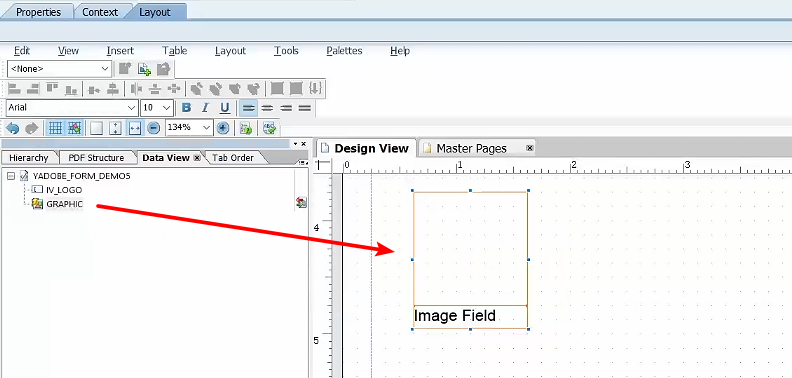 Properties Context Layout
Edit View Insert Table Layout Tools Palettes Help
<None>
Arial 10 B I U
134%
Hierarchy PDF Structure Data View Tab Order
Design View Master Pages
0 1 2 3
YADOBE_FORM_DEMO5
IV_LOGO
GRAPHIC
4
Image Field
5